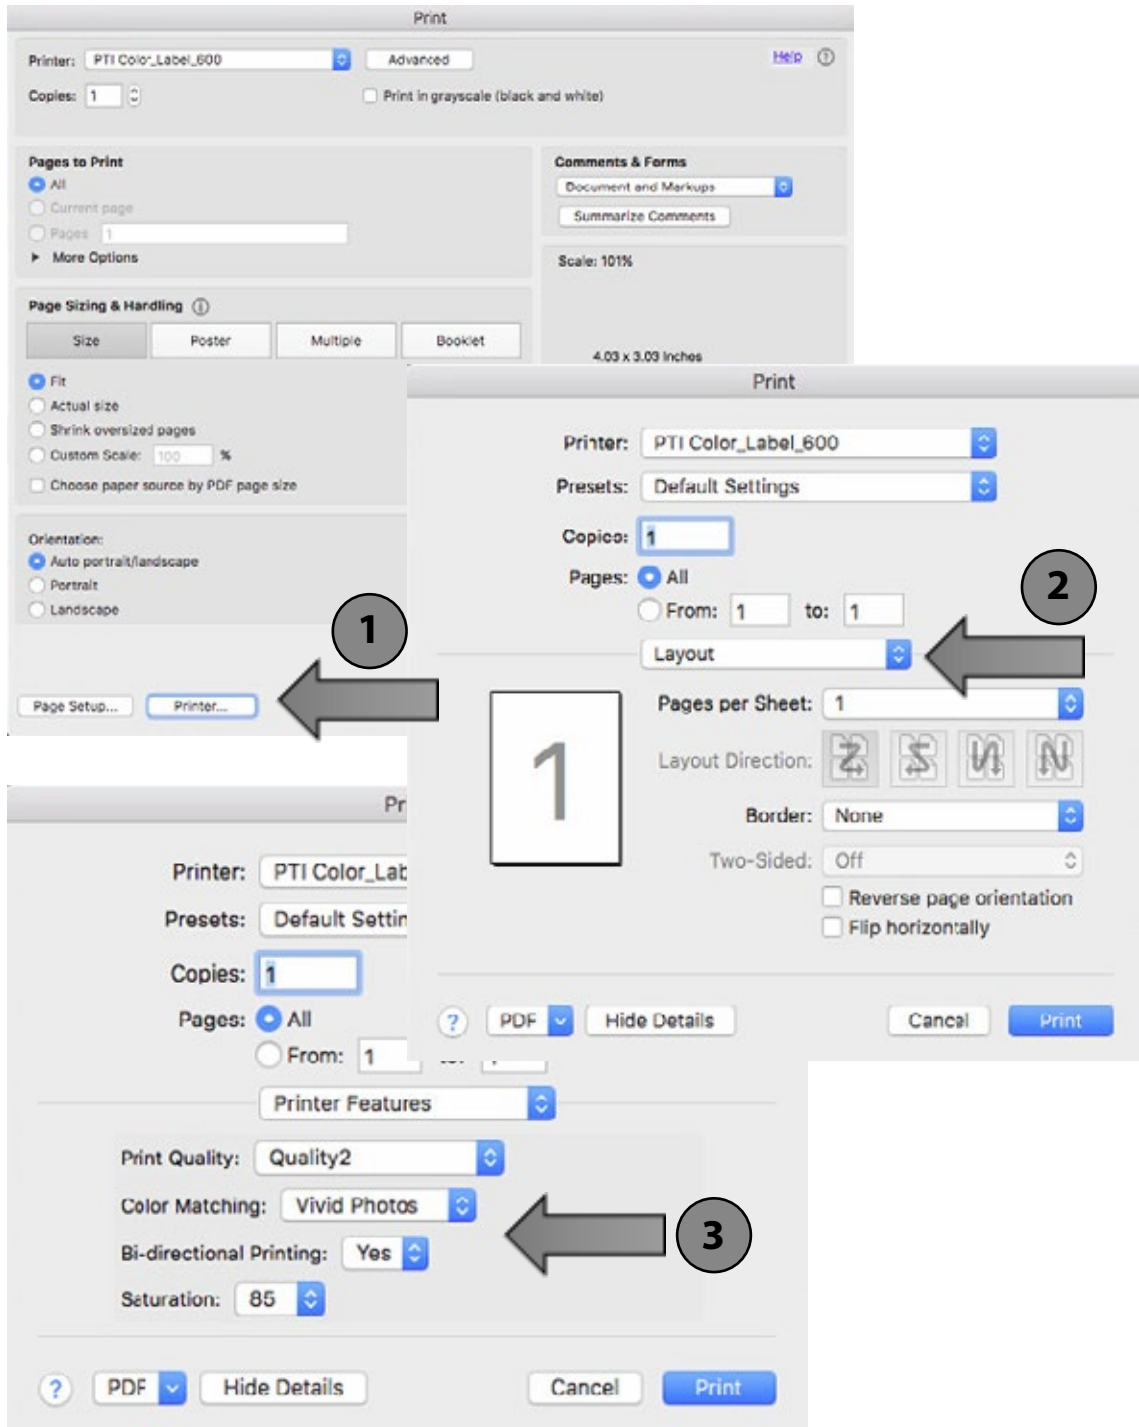 Print
Printer: PTI Color_Label_600 Advanced Help ?
Copies: 1 Print in grayscale (black and white)
Pages to Print
All
Current page
Pages 1
More Options
Comments & Forms
Document and Markups
Summarize Comments
Scale: 101%
4.03 x 3.03 Inches
Page Sizing & Handling i
Size Poster Multiple Booklet
Fit
Actual size
Shrink oversized pages
Custom Scale: 100 %
Choose paper source by PDF page size
Orientation:
Auto portrait/landscape
Portrait
Landscape
1
Page Setup... Printer...
Print
Printer: PTI Color_Label_600
Presets: Default Settings
Copies: 1
Pages: All
From: 1 to: 1
2
Layout
Pages per Sheet: 1
Layout Direction:
1
Border: None
Two-Sided: Off
Reverse page orientation
Flip horizontally
? PDF Hide Details Cancel Print
Pr
Printer: PTI Color_Lab
Presets: Default Settin
Copies: 1
Pages: All
From: 1
Printer Features
Print Quality: Quality2
Color Matching: Vivid Photos
Bi-directional Printing: Yes
Saturation: 85
3
? PDF Hide Details Cancel Print